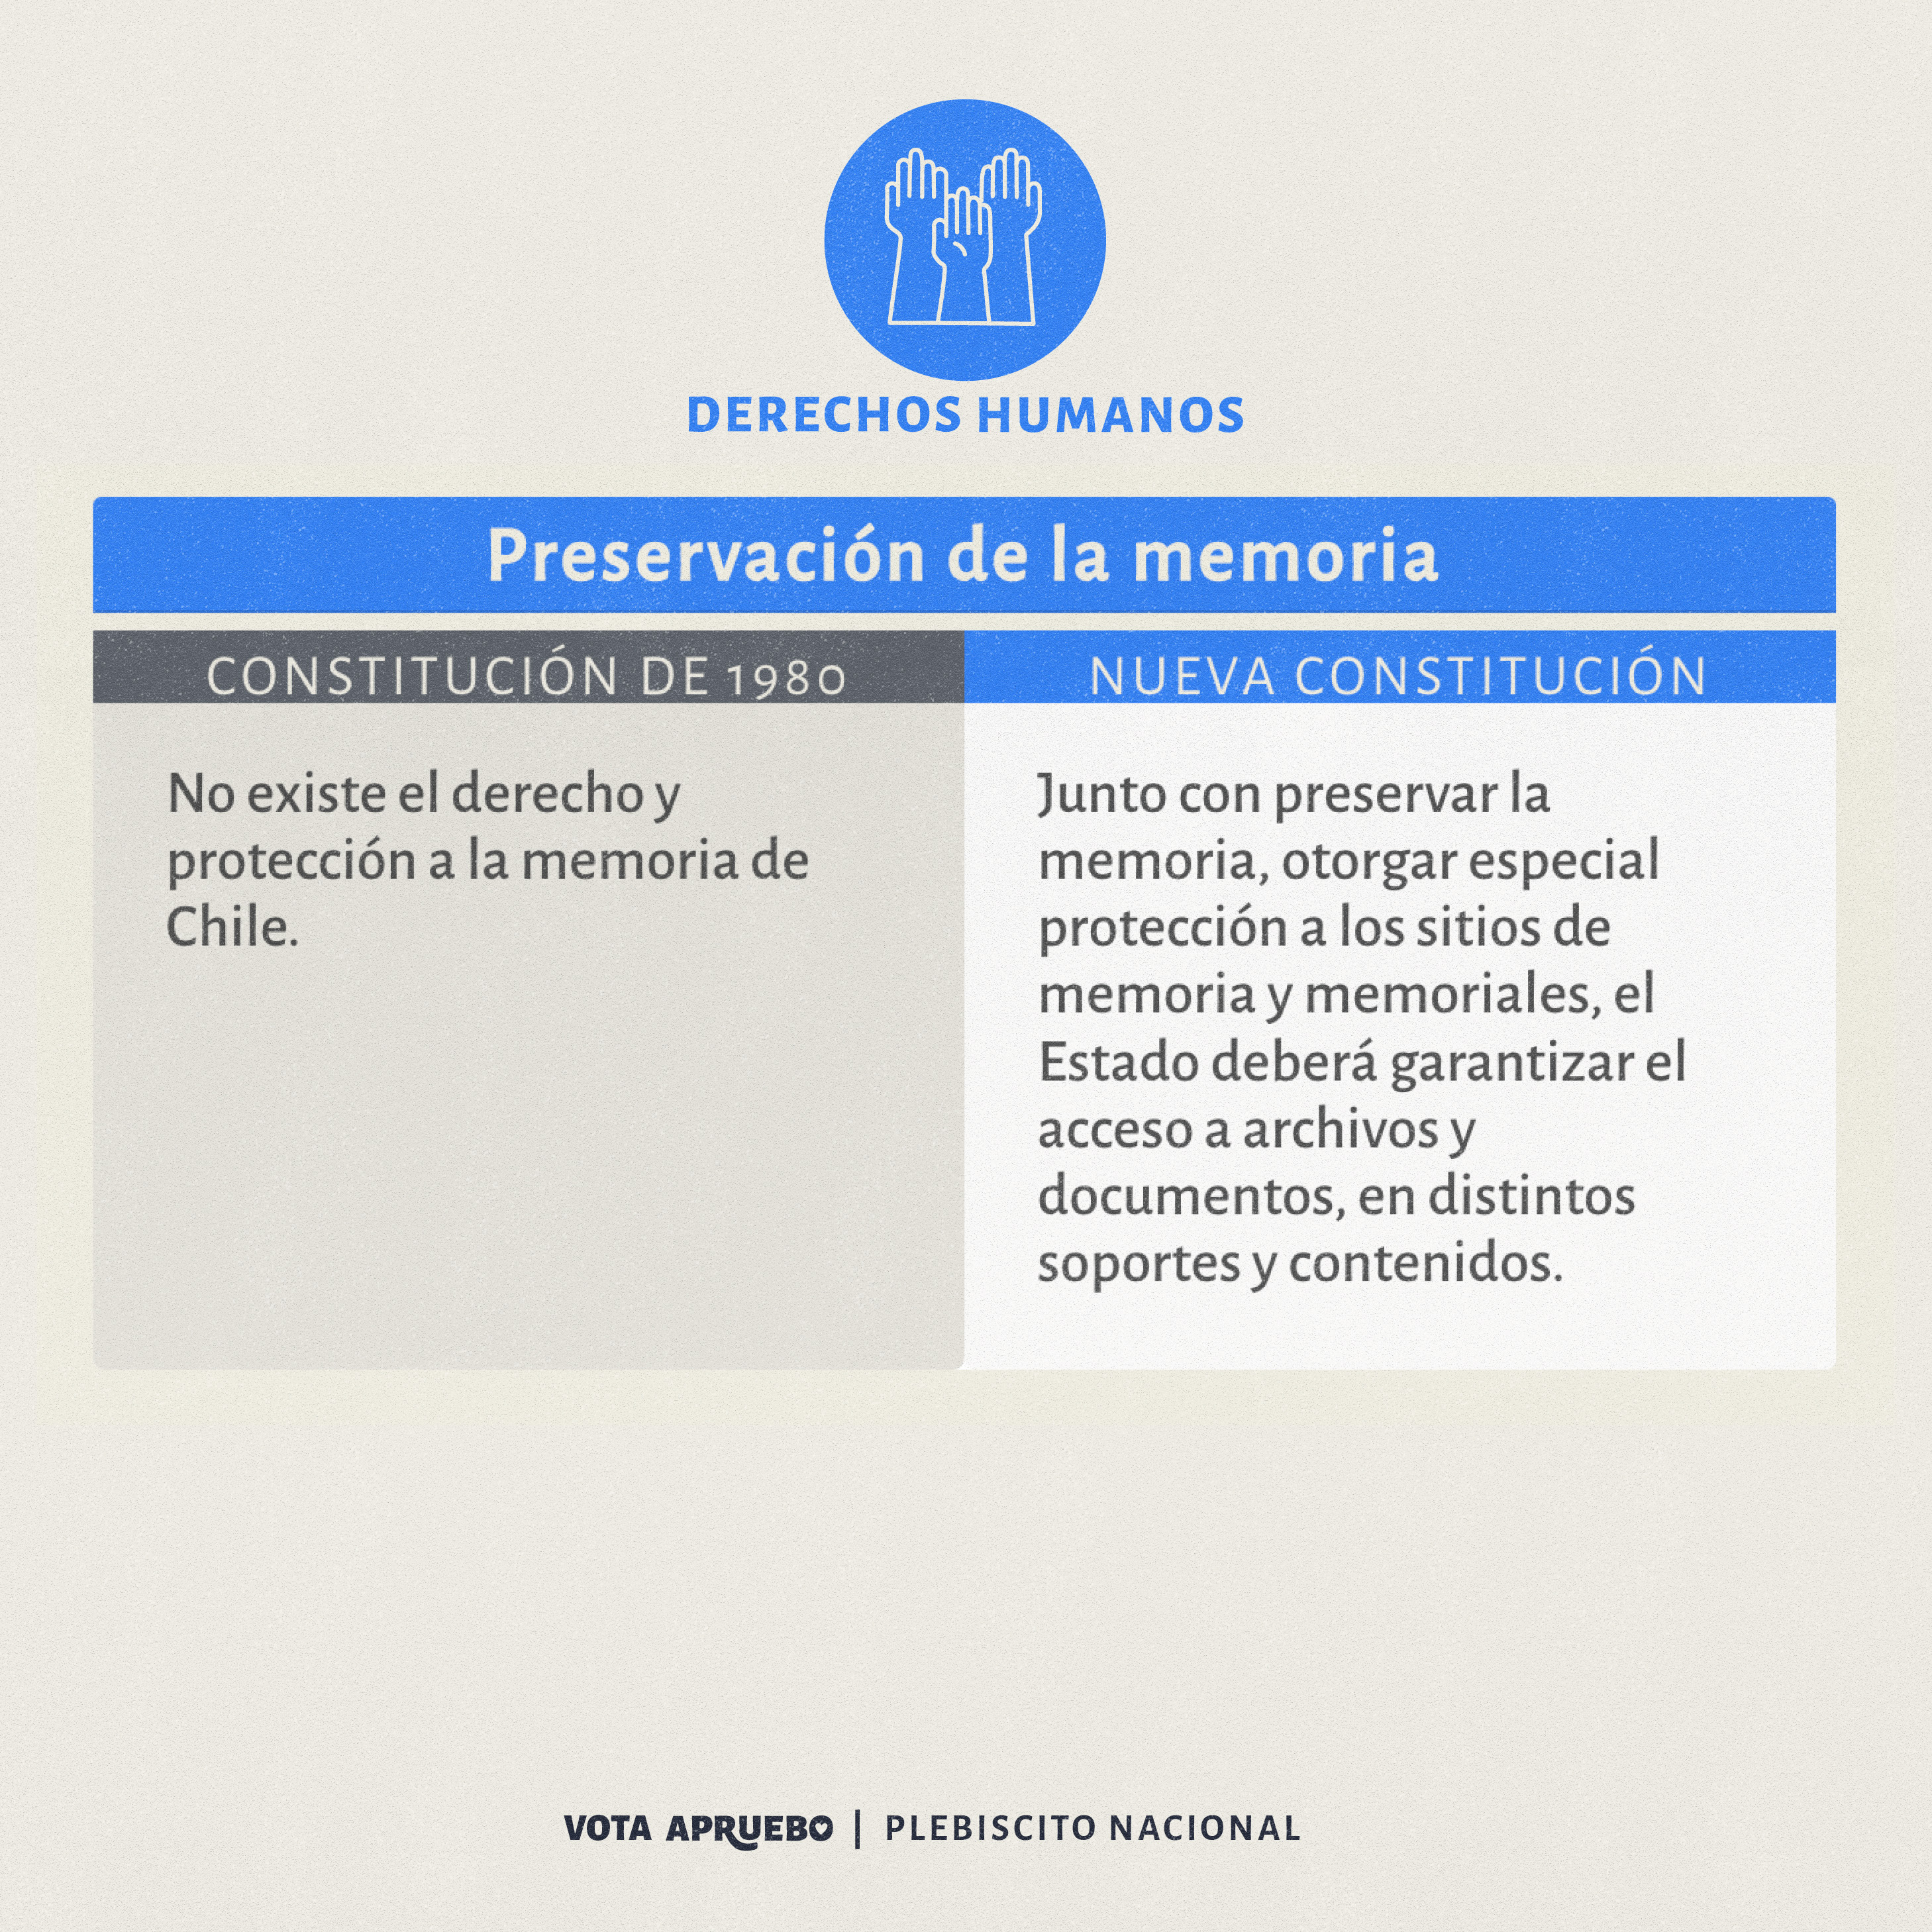 DERECHOS HUMANOS
Preservación de la memoria
CONSTITUCIÓN DE 1980
No existe el derecho y
protección a la memoria de
Chile.
NUEVA CONSTITUCIÓN
Junto con preservar la
memoria, otorgar especial
protección a los sitios de
memoria y memoriales, el
Estado deberá garantizar el
acceso a archivos y
documentos, en distintos
soportes y contenidos.
VOTA APRUEBO | PLEBISCITO NACIONAL